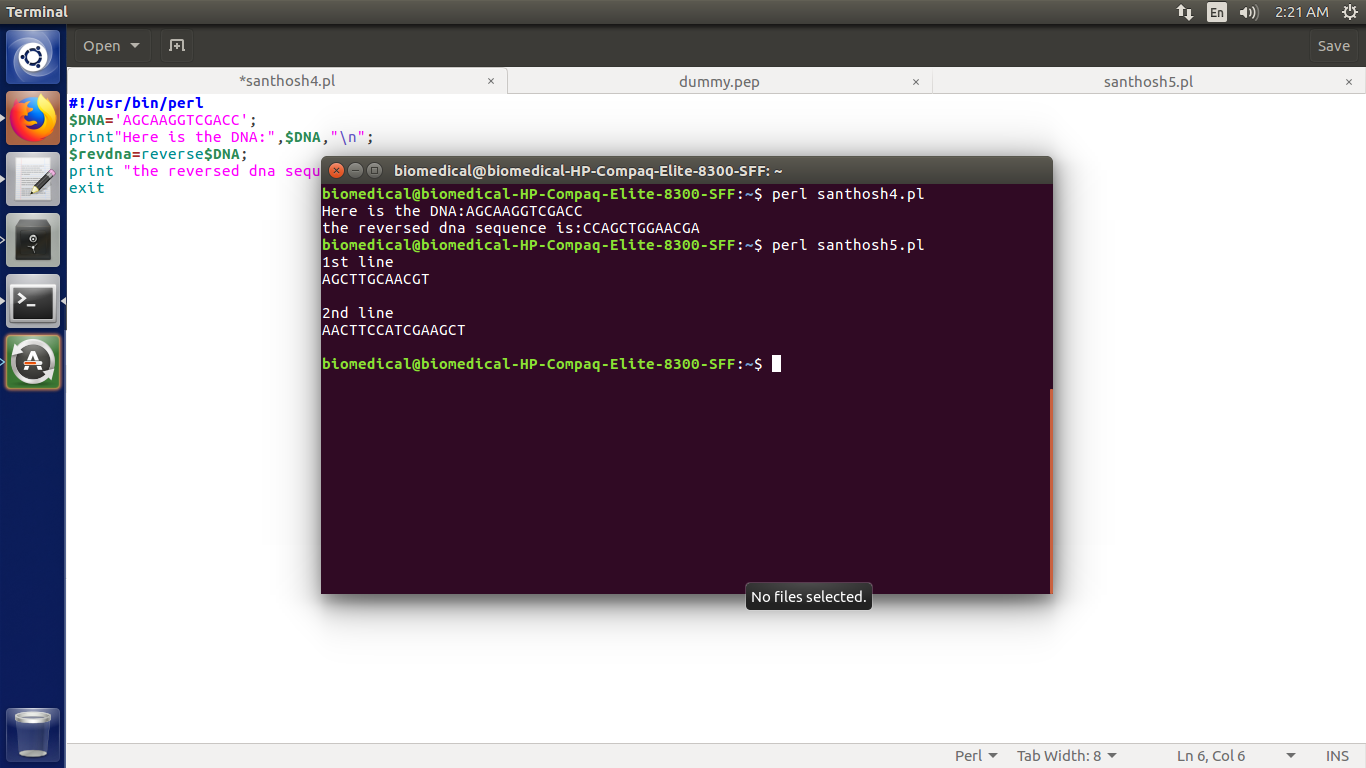 Terminal
En
2:21 AM
Open
Save
*santhosh4.pl
×
dummy.pep
×
santhosh5.pl
×
#!/usr/bin/perl
$DNA='AGCAAGGTCGACC';
print"Here is the DNA:",$DNA,"\n";
$revdna=reverse$DNA;
print "the reversed dna sequ
exit
biomedical@biomedical-HP-Compaq-Elite-8300-SFF: ~
biomedical@biomedical-HP-Compaq-Elite-8300-SFF:~$ perl santhosh4.pl
Here is the DNA:AGCAAGGTCGACC
the reversed dna sequence is:CCAGCTGGAACGA
biomedical@biomedical-HP-Compaq-Elite-8300-SFF:~$ perl santhosh5.pl
1st line
AGCTTGCAACGT
2nd line
AACTTCCATCGAAGCT
biomedical@biomedical-HP-Compaq-Elite-8300-SFF:~$
No files selected.
Perl
Tab Width: 8
Ln 6, Col 6
INS